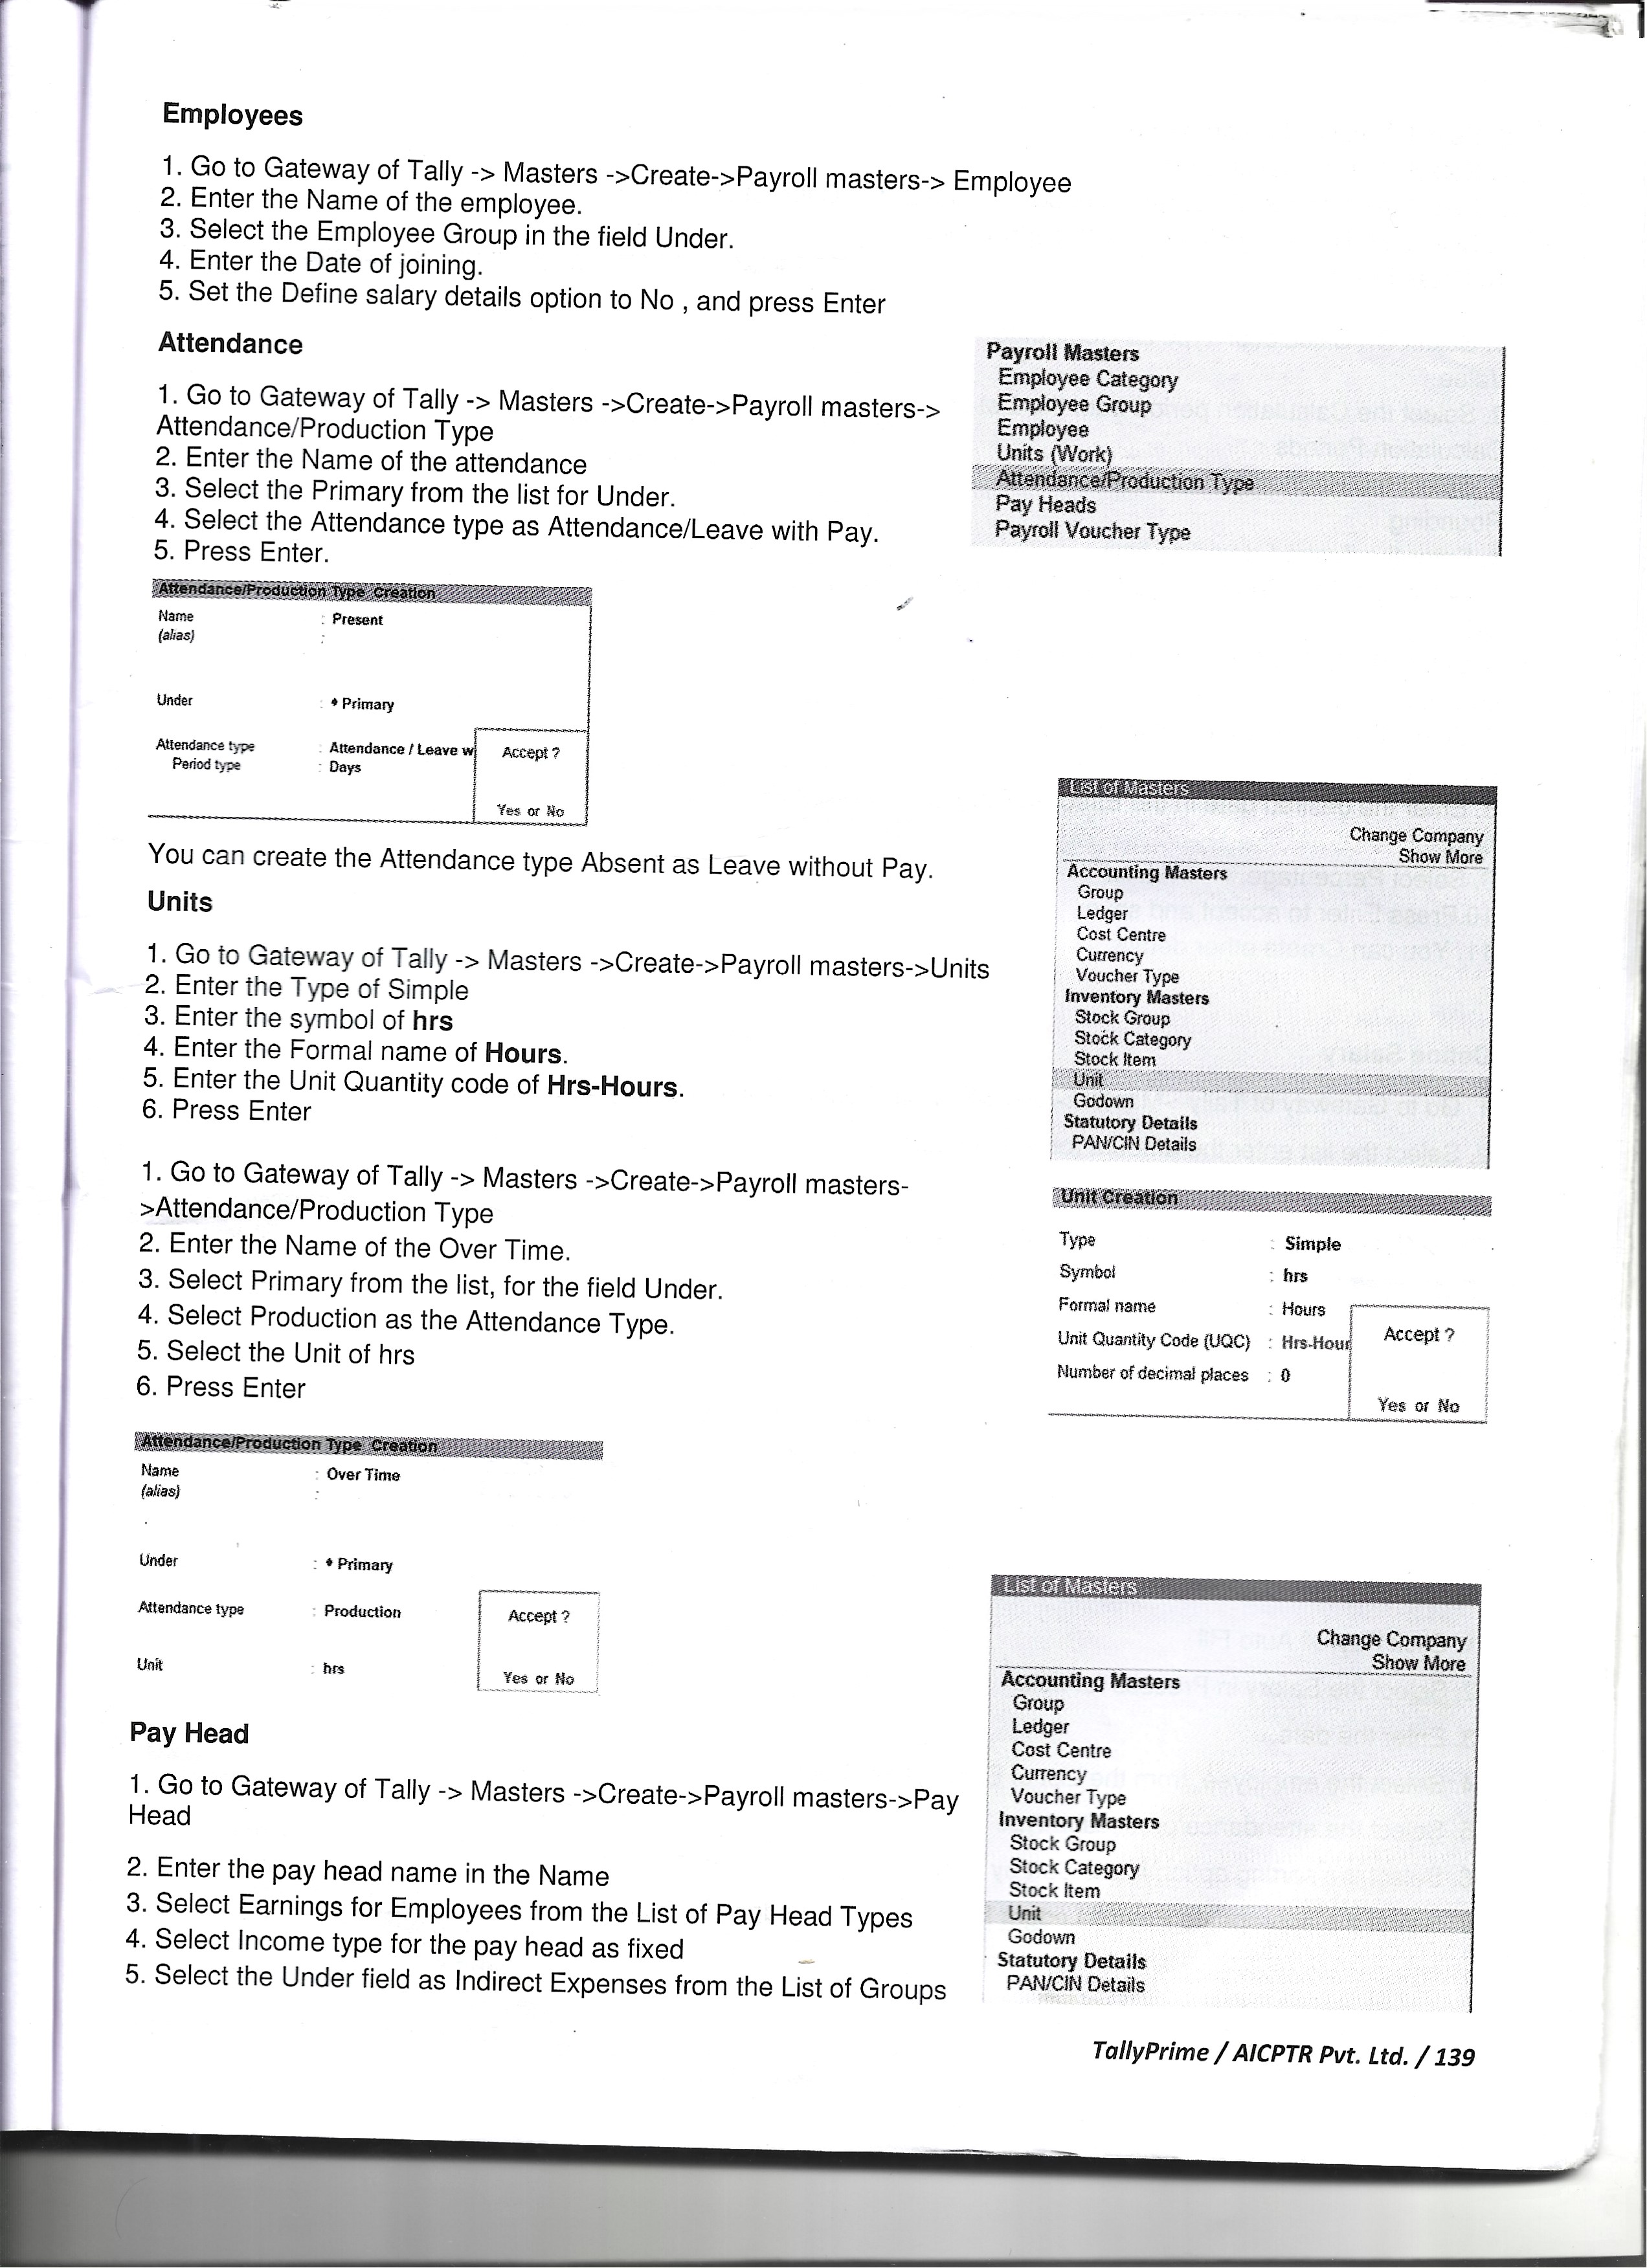 Employees
1. Go to Gateway of Tally -> Masters ->Create->Payroll masters-> Employee
2. Enter the Name of the employee.
3. Select the Employee Group in the field Under.
4. Enter the Date of joining.
5. Set the Define salary details option to No , and press Enter
Attendance
1. Go to Gateway of Tally -> Masters ->Create->Payroll masters->
Attendance/Production Type
2. Enter the Name of the attendance
3. Select the Primary from the list for Under.
4. Select the Attendance type as Attendance/Leave with Pay.
5. Press Enter.
Payroll Masters
Employee Category
Employee Group
Employee
Units (Work)
Attendance/Production Type
Pay Heads
Payroll Voucher Type
Attendance/Production Type Creation
Name : Present
(alias) :
Under : ♦ Primary
Attendance type : Attendance / Leave w
Period type : Days
Accept ?
Yes or No
You can create the Attendance type Absent as Leave without Pay.
Units
1. Go to Gateway of Tally -> Masters ->Create->Payroll masters->Units
2. Enter the Type of Simple
3. Enter the symbol of hrs
4. Enter the Formal name of Hours.
5. Enter the Unit Quantity code of Hrs-Hours.
6. Press Enter
List of Masters
Change Company
Show More
Accounting Masters
Group
Ledger
Cost Centre
Currency
Voucher Type
Inventory Masters
Stock Group
Stock Category
Stock Item
Unit
Godown
Statutory Details
PAN/CIN Details
1. Go to Gateway of Tally -> Masters ->Create->Payroll masters-
>Attendance/Production Type
2. Enter the Name of the Over Time.
3. Select Primary from the list, for the field Under.
4. Select Production as the Attendance Type.
5. Select the Unit of hrs
6. Press Enter
Unit Creation
Type : Simple
Symbol : hrs
Formal name : Hours
Unit Quantity Code (UQC) : Hrs-Hour
Number of decimal places : 0
Accept ?
Yes or No
Attendance/Production Type Creation
Name : Over Time
(alias) :
Under : ♦ Primary
Attendance type : Production
Unit : hrs
Accept ?
Yes or No
Pay Head
1. Go to Gateway of Tally -> Masters ->Create->Payroll masters->Pay
Head
2. Enter the pay head name in the Name
3. Select Earnings for Employees from the List of Pay Head Types
4. Select Income type for the pay head as fixed
5. Select the Under field as Indirect Expenses from the List of Groups
List of Masters
Change Company
Show More
Accounting Masters
Group
Ledger
Cost Centre
Currency
Voucher Type
Inventory Masters
Stock Group
Stock Category
Stock Item
Unit
Godown
Statutory Details
PAN/CIN Details
TallyPrime / AICPTR Pvt. Ltd. / 139